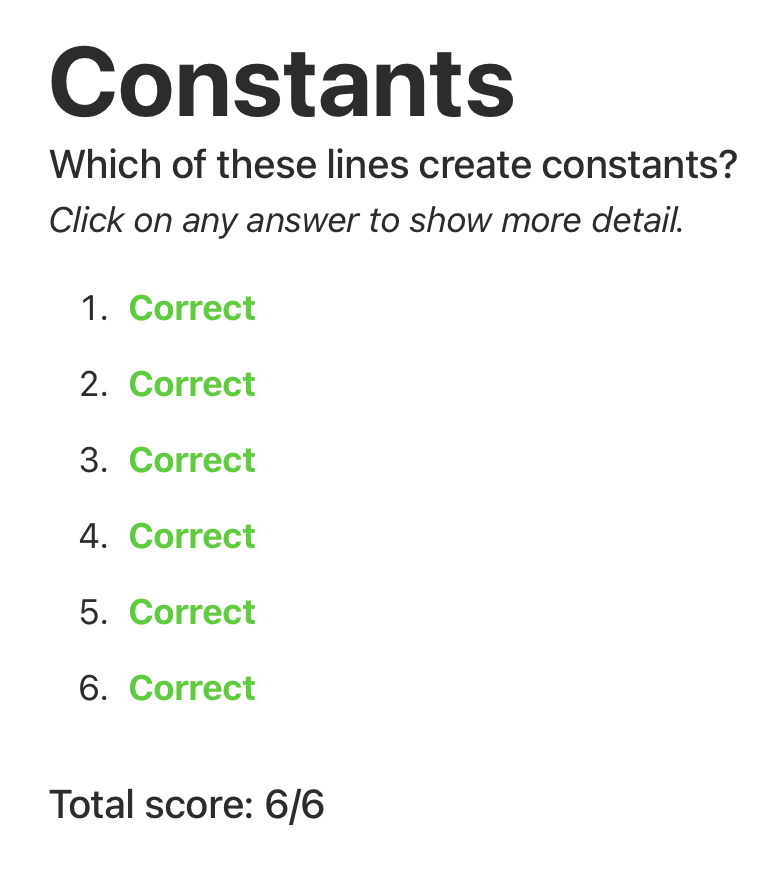 Constants
Which of these lines create constants?
Click on any answer to show more detail.
1. Correct
2. Correct
3. Correct
4. Correct
5. Correct
6. Correct
Total score: 6/6